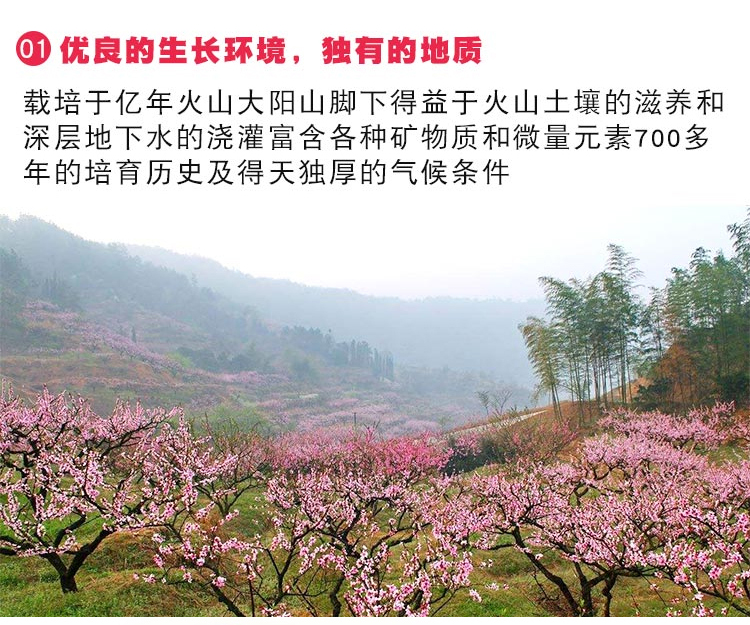 01 优良的生长环境，独有的地质
载培于亿年火山大阳山脚下得益于火山土壤的滋养和
深层地下水的浇灌富含各种矿物质和微量元素700多
年的培育历史及得天独厚的气候条件